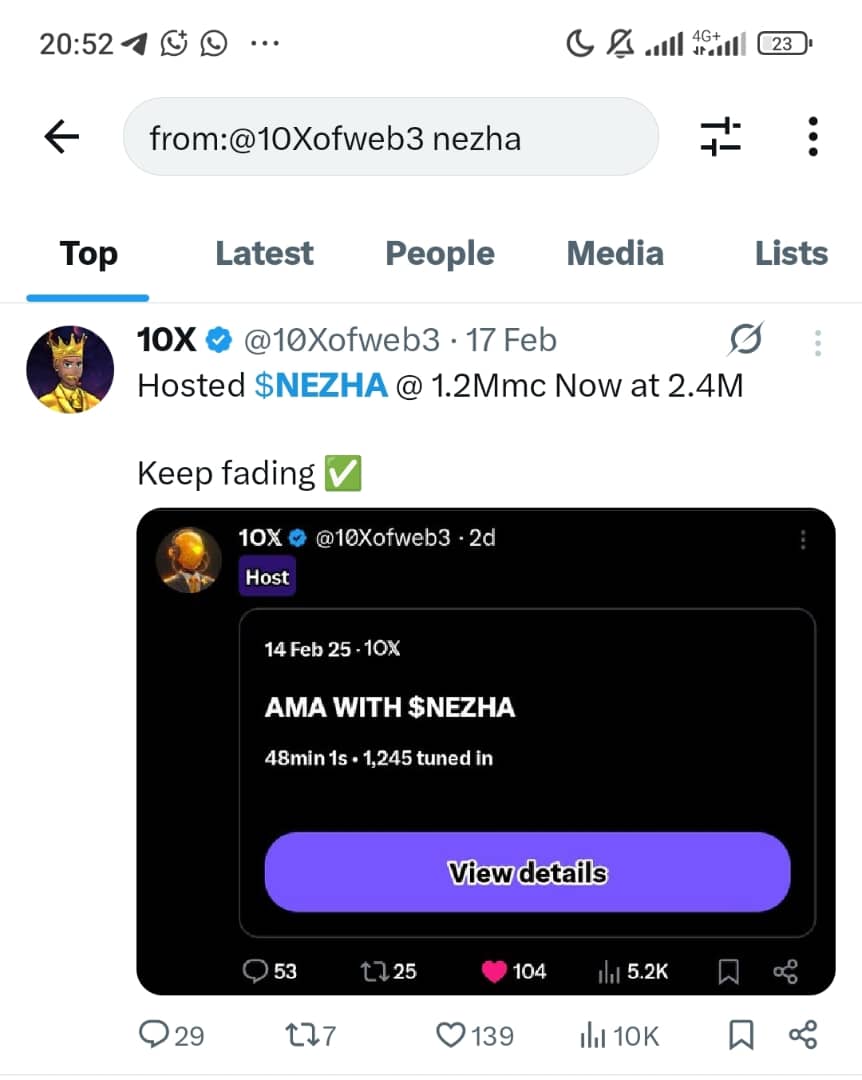 20:52
4G+
23
from:@10Xofweb3 nezha
Top Latest People Media Lists
10X @10Xofweb3 · 17 Feb
Hosted $NEZHA @ 1.2Mmc Now at 2.4M
Keep fading ✅
10X @10Xofweb3 · 2d
Host
14 Feb 25 · 10X
AMA WITH $NEZHA
48min 1s • 1,245 tuned in
View details
53 25 104 5.2K
29 7 139 10K